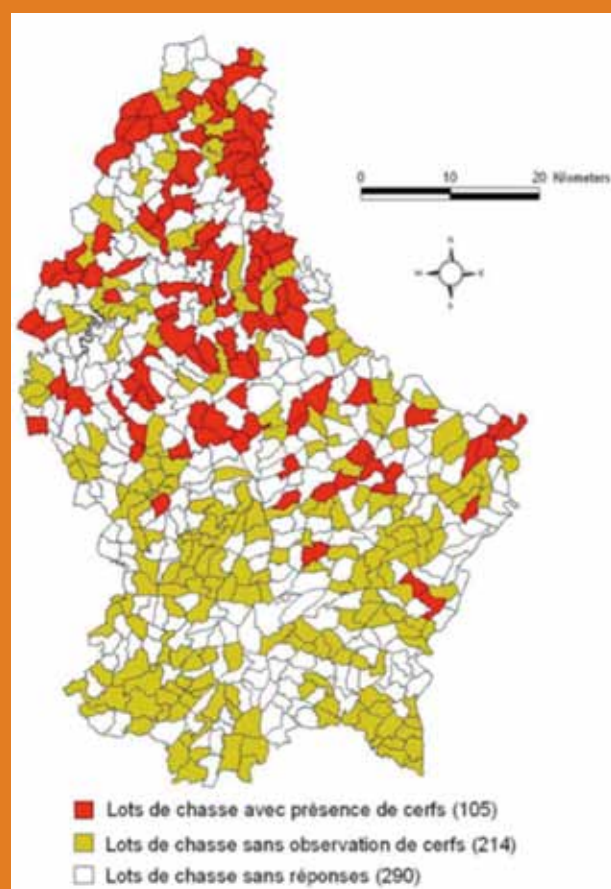 0 10 20 Kilometers
N
W E
S
Lots de chasse avec présence de cerfs (105)
Lots de chasse sans observation de cerfs (214)
Lots de chasse sans réponses (290)